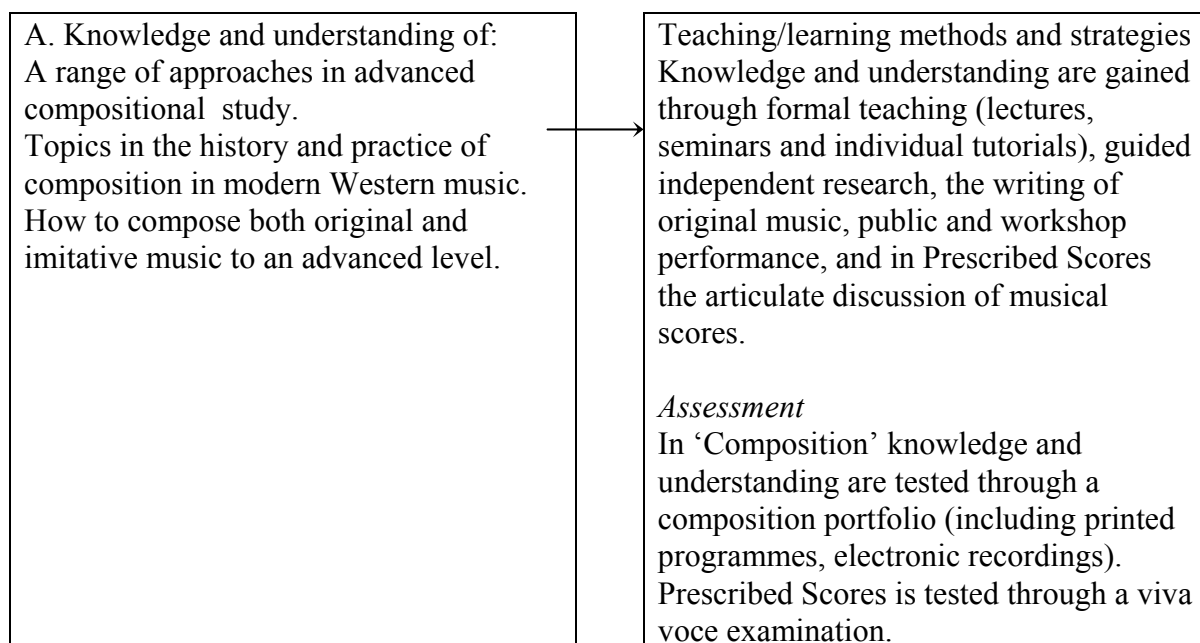 A. Knowledge and understanding of:
A range of approaches in advanced
compositional  study.
Topics in the history and practice of
composition in modern Western music.
How to compose both original and
imitative music to an advanced level.
Teaching/learning methods and strategies
Knowledge and understanding are gained
through formal teaching (lectures,
seminars and individual tutorials), guided
independent research, the writing of
original music, public and workshop
performance, and in Prescribed Scores
the articulate discussion of musical
scores.
Assessment
In ‘Composition’ knowledge and
understanding are tested through a
composition portfolio (including printed
programmes, electronic recordings).
Prescribed Scores is tested through a viva
voce examination.